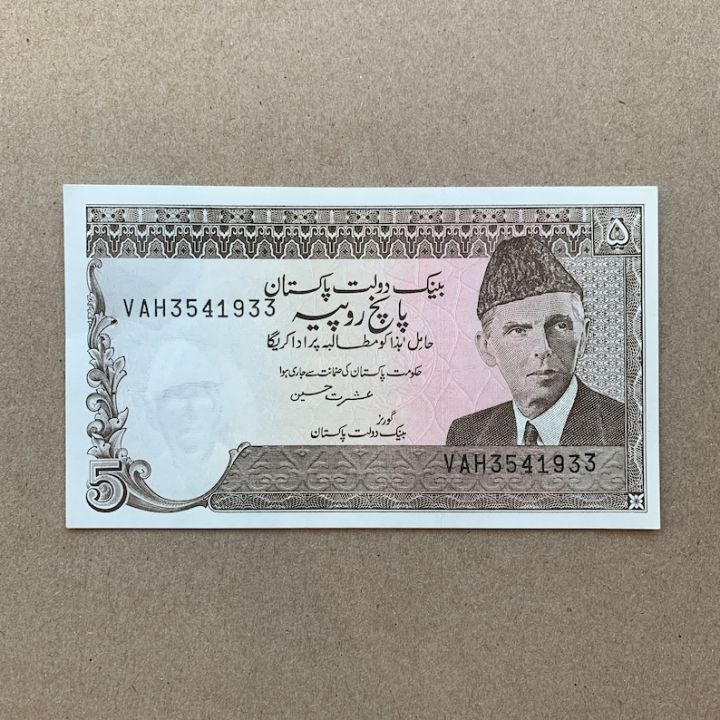 ۵
بینک دولت پاکستان
VAH3541933
پانچ روپیہ
حامل ہٰذا کو مطالبہ پر ادا کریگا
حکومت پاکستان کی ضمانت سے جاری ہوا
عشرت حسین
گورنر
بینک دولت پاکستان
VAH3541933
5